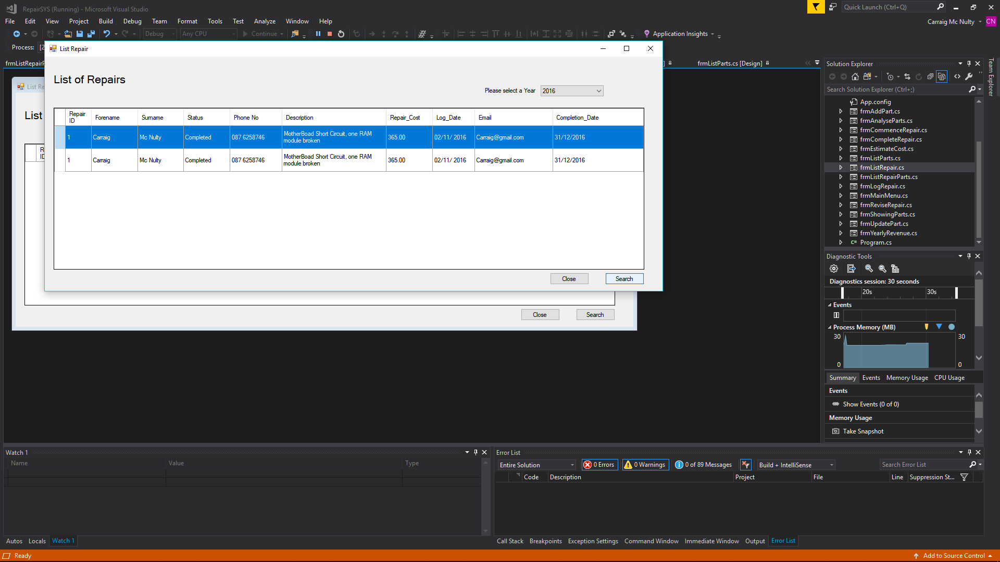 RepairSYS (Running) - Microsoft Visual Studio
Quick Launch (Ctrl+Q)
File Edit View Project Build Debug Team Format Tools Test Analyze Window Help
Carraig Mc Nulty CN
Debug Any CPU Continue Application Insights
Process: [2
List Repair
frmListRepairP
]
frmListParts.cs [Design]
List Re
List of Repairs
Please select a Year 2016
List
Repair ID Forename Surname Status Phone No Description Repair_Cost Log_Date Email Completion_Date
1 Carraig Mc Nulty Completed 087 6258746 MotherBoad Short Circuit, one RAM module broken 365.00 02/11/ 2016 Carraig@gmail.com 31/12/2016
1 Carraig Mc Nulty Completed 087 6258746 MotherBoad Short Circuit, one RAM module broken 365.00 02/11/ 2016 Carraig@gmail.com 31/12/2016
R
ID
Close Search
Close Search
Solution Explorer
Search Solution Explorer (Ctrl+;)
App.config
frmAddPart.cs
frmAnalyseParts.cs
frmCommenceRepair.cs
frmCompleteRepair.cs
frmEstimateCost.cs
frmListParts.cs
frmListRepair.cs
frmListRepairParts.cs
frmLogRepair.cs
frmMainMenu.cs
frmReviseRepair.cs
frmShowingParts.cs
frmUpdatePart.cs
frmYearlyRevenue.cs
C# Program.cs
Team Explorer
Diagnostic Tools
Diagnostics session: 30 seconds
20s 30s
Events
Process Memory (MB)
30 30
0 0
Summary Events Memory Usage CPU Usage
Events
Show Events (0 of 0)
Memory Usage
Take Snapshot
Watch 1
Name Value Type
Autos Locals Watch 1
Error List
Entire Solution 0 Errors 0 Warnings 0 of 89 Messages Build + IntelliSense Search Error List
Code Description Project File Line Suppression St...
Call Stack Breakpoints Exception Settings Command Window Immediate Window Output Error List
Ready
Add to Source Control